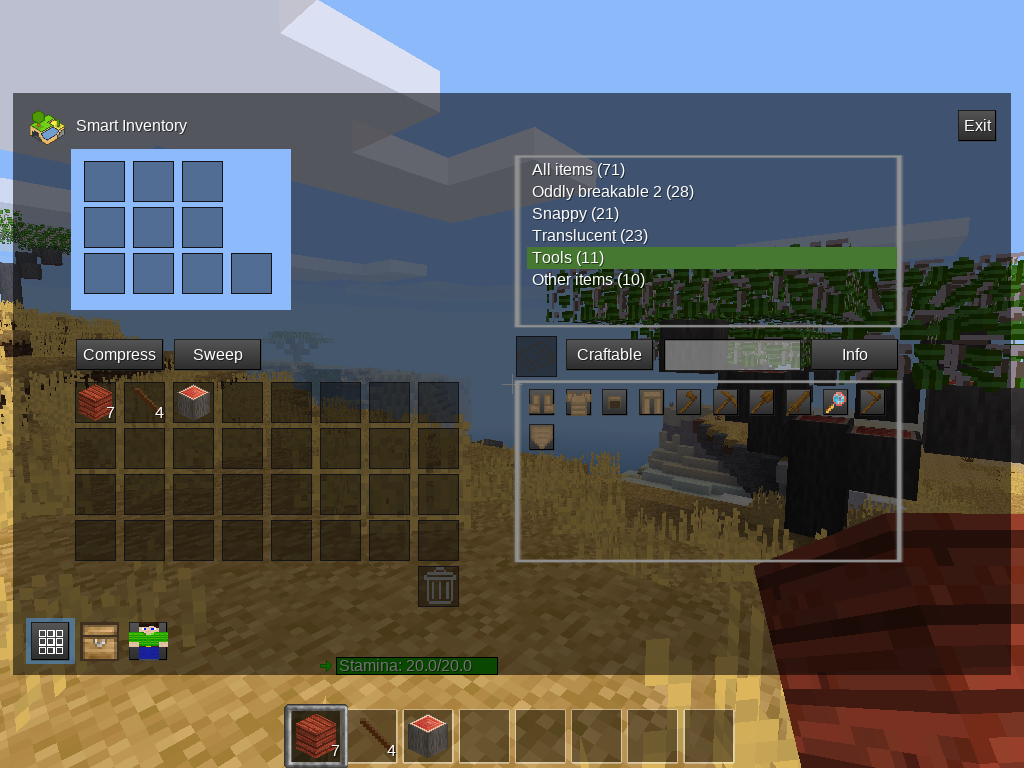 Smart Inventory
Exit
All items (71)
Oddly breakable 2 (28)
Snappy (21)
Translucent (23)
Tools (11)
Other items (10)
Compress
Sweep
Craftable
Info
7
4
Stamina: 20.0/20.0
7
4